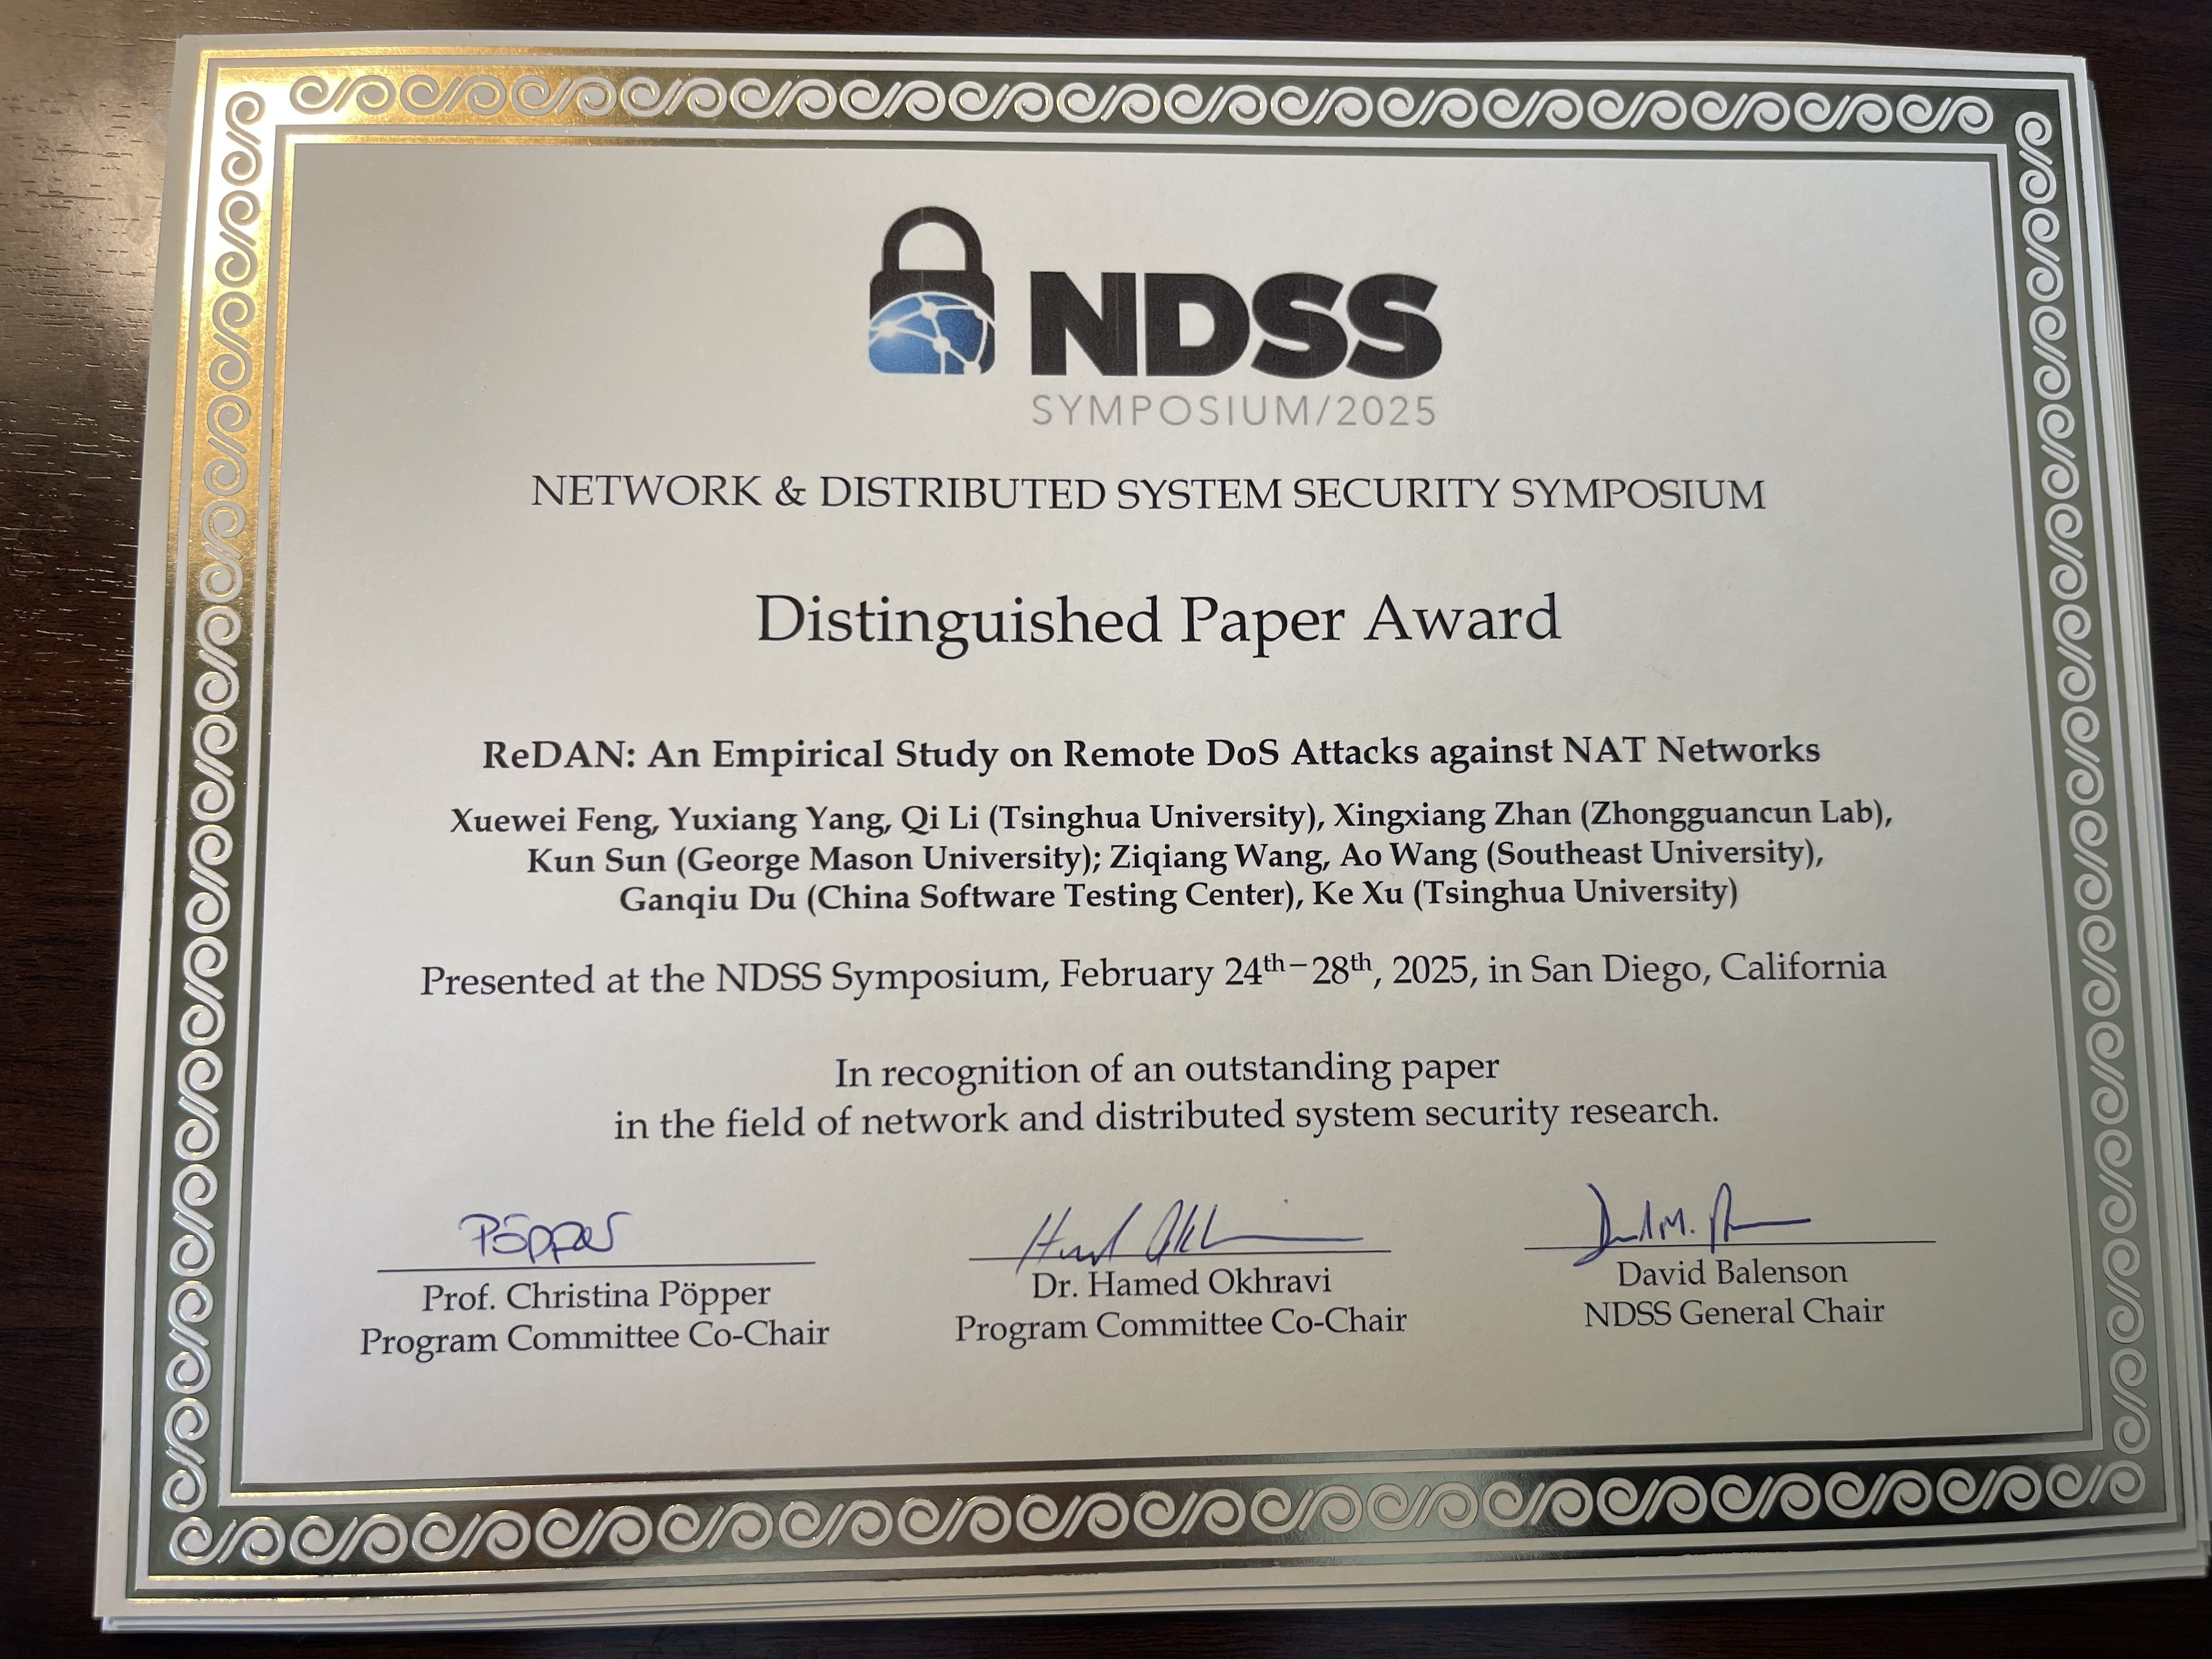 NDSS
SYMPOSIUM/2025
NETWORK & DISTRIBUTED SYSTEM SECURITY SYMPOSIUM
Distinguished Paper Award
ReDAN: An Empirical Study on Remote DoS Attacks against NAT Networks
Xuewei Feng, Yuxiang Yang, Qi Li (Tsinghua University), Xingxiang Zhan (Zhongguancun Lab),
Kun Sun (George Mason University); Ziqiang Wang, Ao Wang (Southeast University),
Ganqiu Du (China Software Testing Center), Ke Xu (Tsinghua University)
Presented at the NDSS Symposium, February 24th–28th, 2025, in San Diego, California
In recognition of an outstanding paper
in the field of network and distributed system security research.
Pöpper
Prof. Christina Pöpper
Program Committee Co-Chair
Dr. Hamed Okhravi
Program Committee Co-Chair
David Balenson
NDSS General Chair